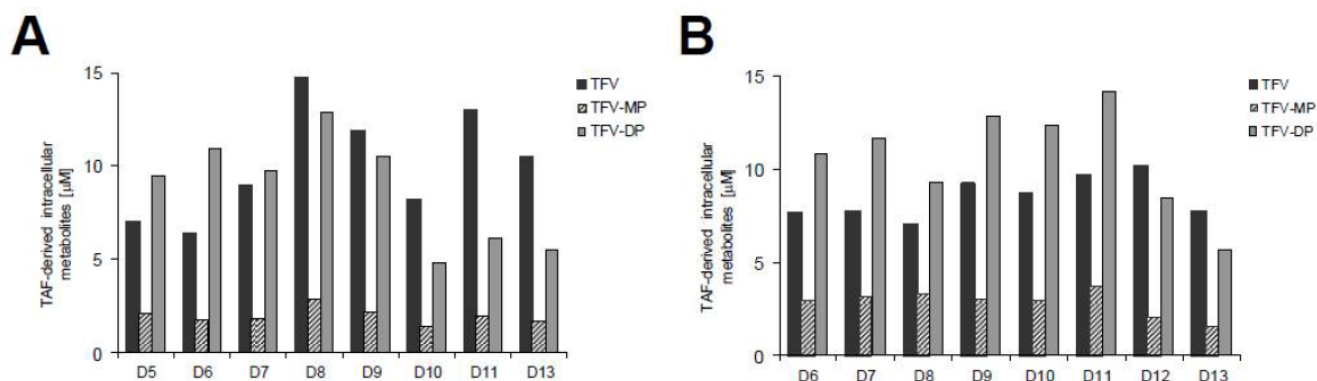 A
TAF-derived intracellular
metabolites [µM]
15
10
5
0
D5 D6 D7 D8 D9 D10 D11 D13
TFV
TFV-MP
TFV-DP
B
TAF-derived intracellular
metabolites [µM]
15
10
5
0
D6 D7 D8 D9 D10 D11 D12 D13
TFV
TFV-MP
TFV-DP